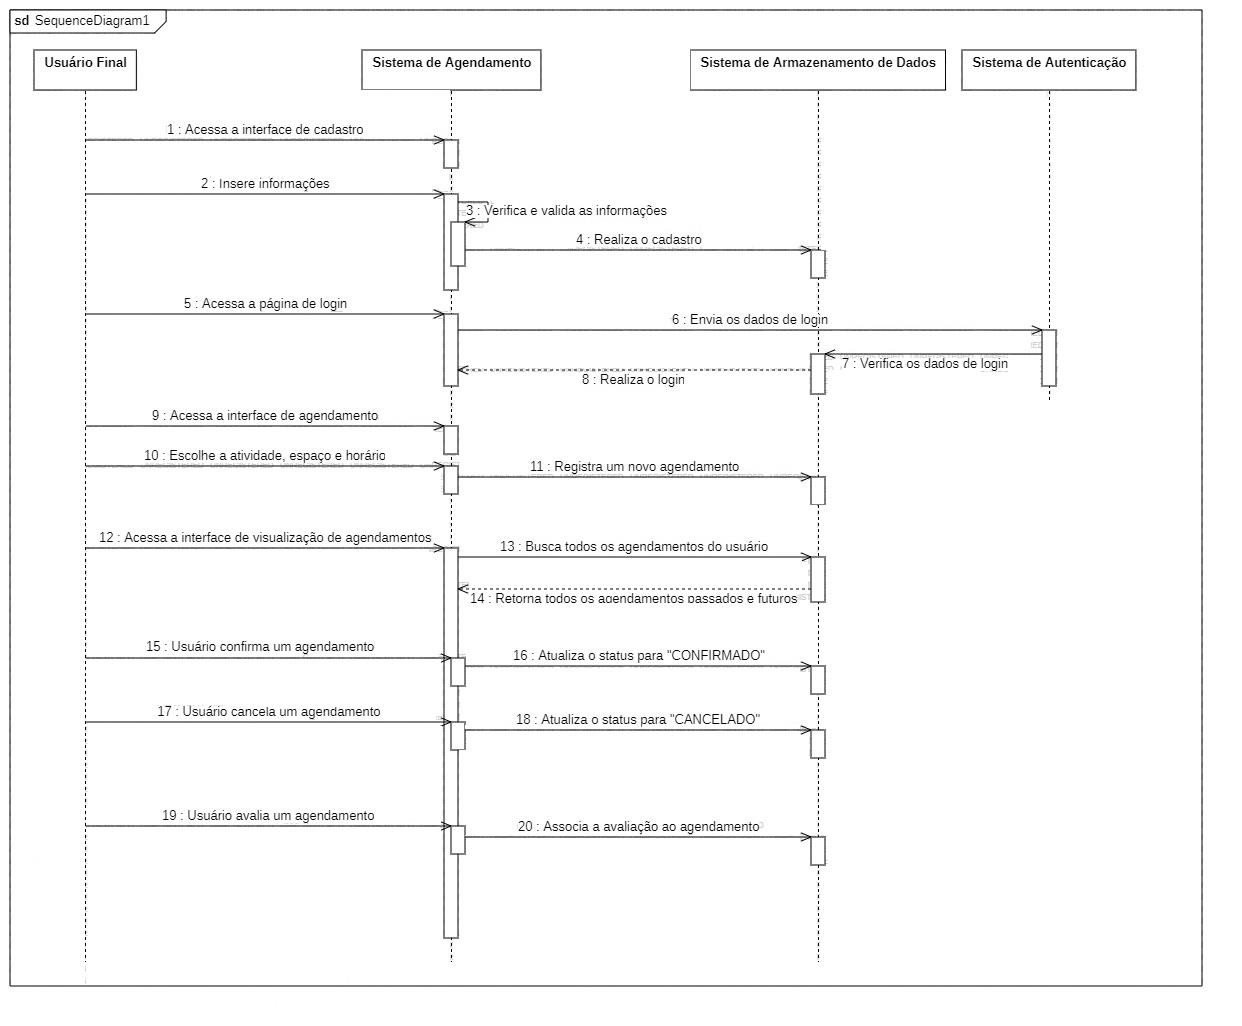 sd SequenceDiagram1
Usuário Final
Sistema de Agendamento
Sistema de Armazenamento de Dados
Sistema de Autenticação
1 : Acessa a interface de cadastro
2 : Insere informações
3 : Verifica e valida as informações
4 : Realiza o cadastro
5 : Acessa a página de login
6 : Envia os dados de login
7 : Verifica os dados de login
8 : Realiza o login
9 : Acessa a interface de agendamento
10 : Escolhe a atividade, espaço e horário
11 : Registra um novo agendamento
12 : Acessa a interface de visualização de agendamentos
13 : Busca todos os agendamentos do usuário
14 : Retorna todos os agendamentos passados e futuros
15 : Usuário confirma um agendamento
16 : Atualiza o status para "CONFIRMADO"
17 : Usuário cancela um agendamento
18 : Atualiza o status para "CANCELADO"
19 : Usuário avalia um agendamento
20 : Associa a avaliação ao agendamento